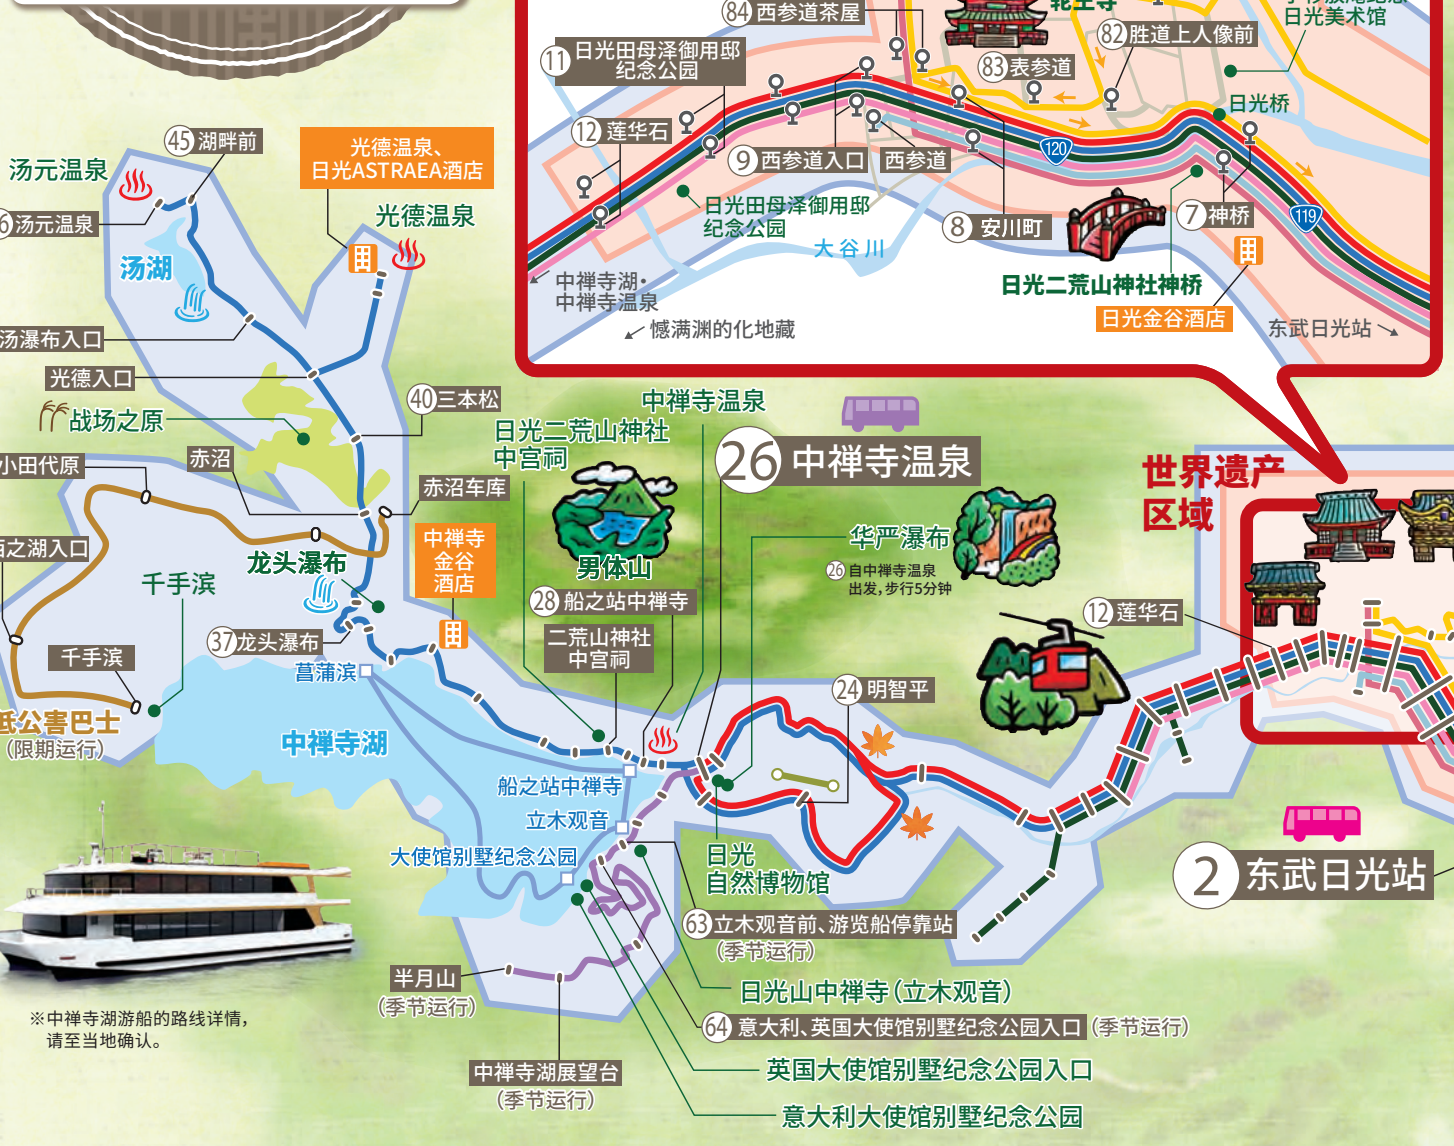 84 西参道茶屋
11 日光田母泽御用邸
纪念公园
82 胜道上人像前
83 表参道
日光美术馆
日光桥
12 莲华石
9 西参道入口
西参道
120
日光田母泽御用邸
纪念公园
大谷川
8 安川町
7 神桥
119
中禅寺湖・
中禅寺温泉
憾满渊的化地藏
日光二荒山神社神桥
日光金谷酒店
东武日光站
45 湖畔前
汤元温泉
汤元温泉
光德温泉、
日光ASTRAEA酒店
光德温泉
汤湖
汤瀑布入口
光德入口
战场之原
40 三本松
小田代原
赤沼
赤沼车库
中禅寺
金谷
酒店
龙头瀑布
千手滨
千手滨
37 龙头瀑布
菖蒲滨
低公害巴士
（限期运行）
中禅寺湖
日光二荒山神社
中宫祠
中禅寺温泉
26 中禅寺温泉
男体山
华严瀑布
26 自中禅寺温泉
出发，步行5分钟
28 船之站中禅寺
二荒山神社
中宫祠
世界遗产
区域
12 莲华石
24 明智平
船之站中禅寺
立木观音
大使馆别墅纪念公园
日光
自然博物馆
2 东武日光站
63 立木观音前、游览船停靠站
（季节运行）
半月山
（季节运行）
日光山中禅寺（立木观音）
64 意大利、英国大使馆别墅纪念公园入口（季节运行）
中禅寺湖展望台
（季节运行）
英国大使馆别墅纪念公园入口
意大利大使馆别墅纪念公园
※中禅寺湖游船的路线详情，
请至当地确认。